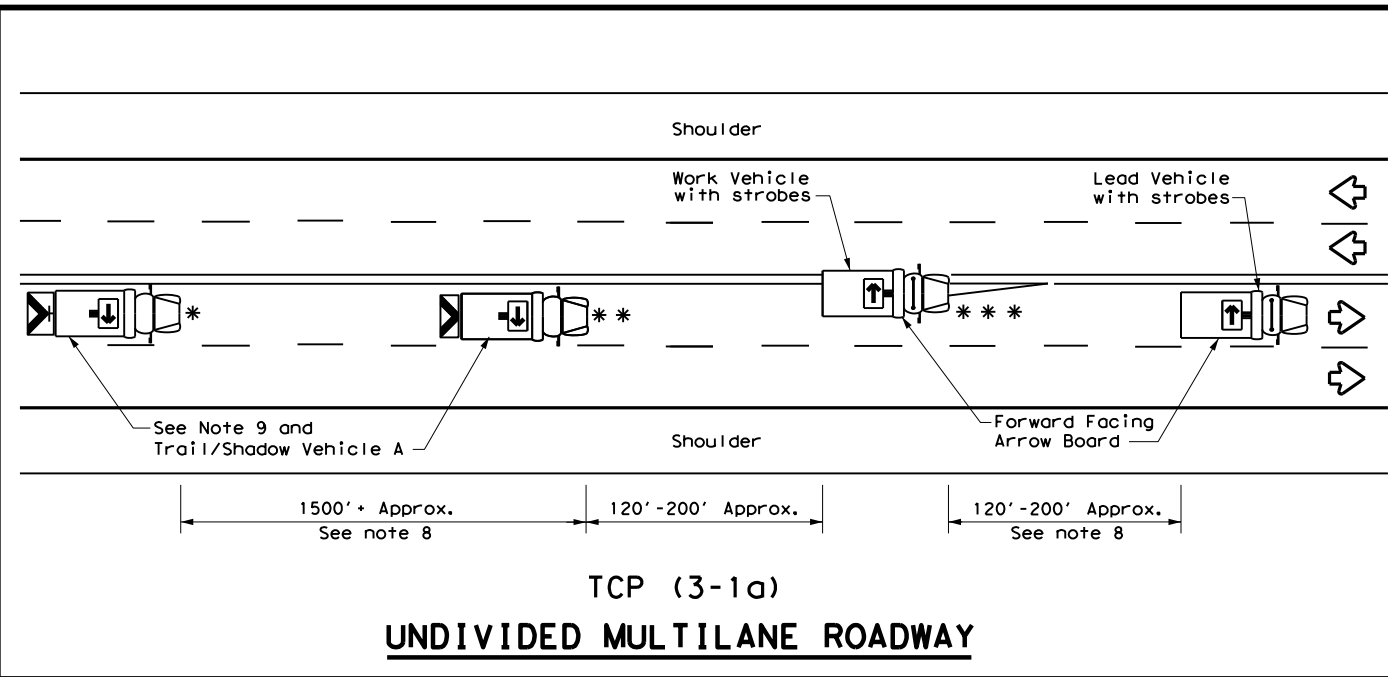 Shoulder
Work Vehicle
with strobes
Lead Vehicle
with strobes
*
* *
* * *
See Note 9 and
Trail/Shadow Vehicle A
Shoulder
Forward Facing
Arrow Board
1500'+ Approx.
See note 8
120'-200' Approx.
120'-200' Approx.
See note 8
TCP (3-1a)
UNDIVIDED MULTILANE ROADWAY